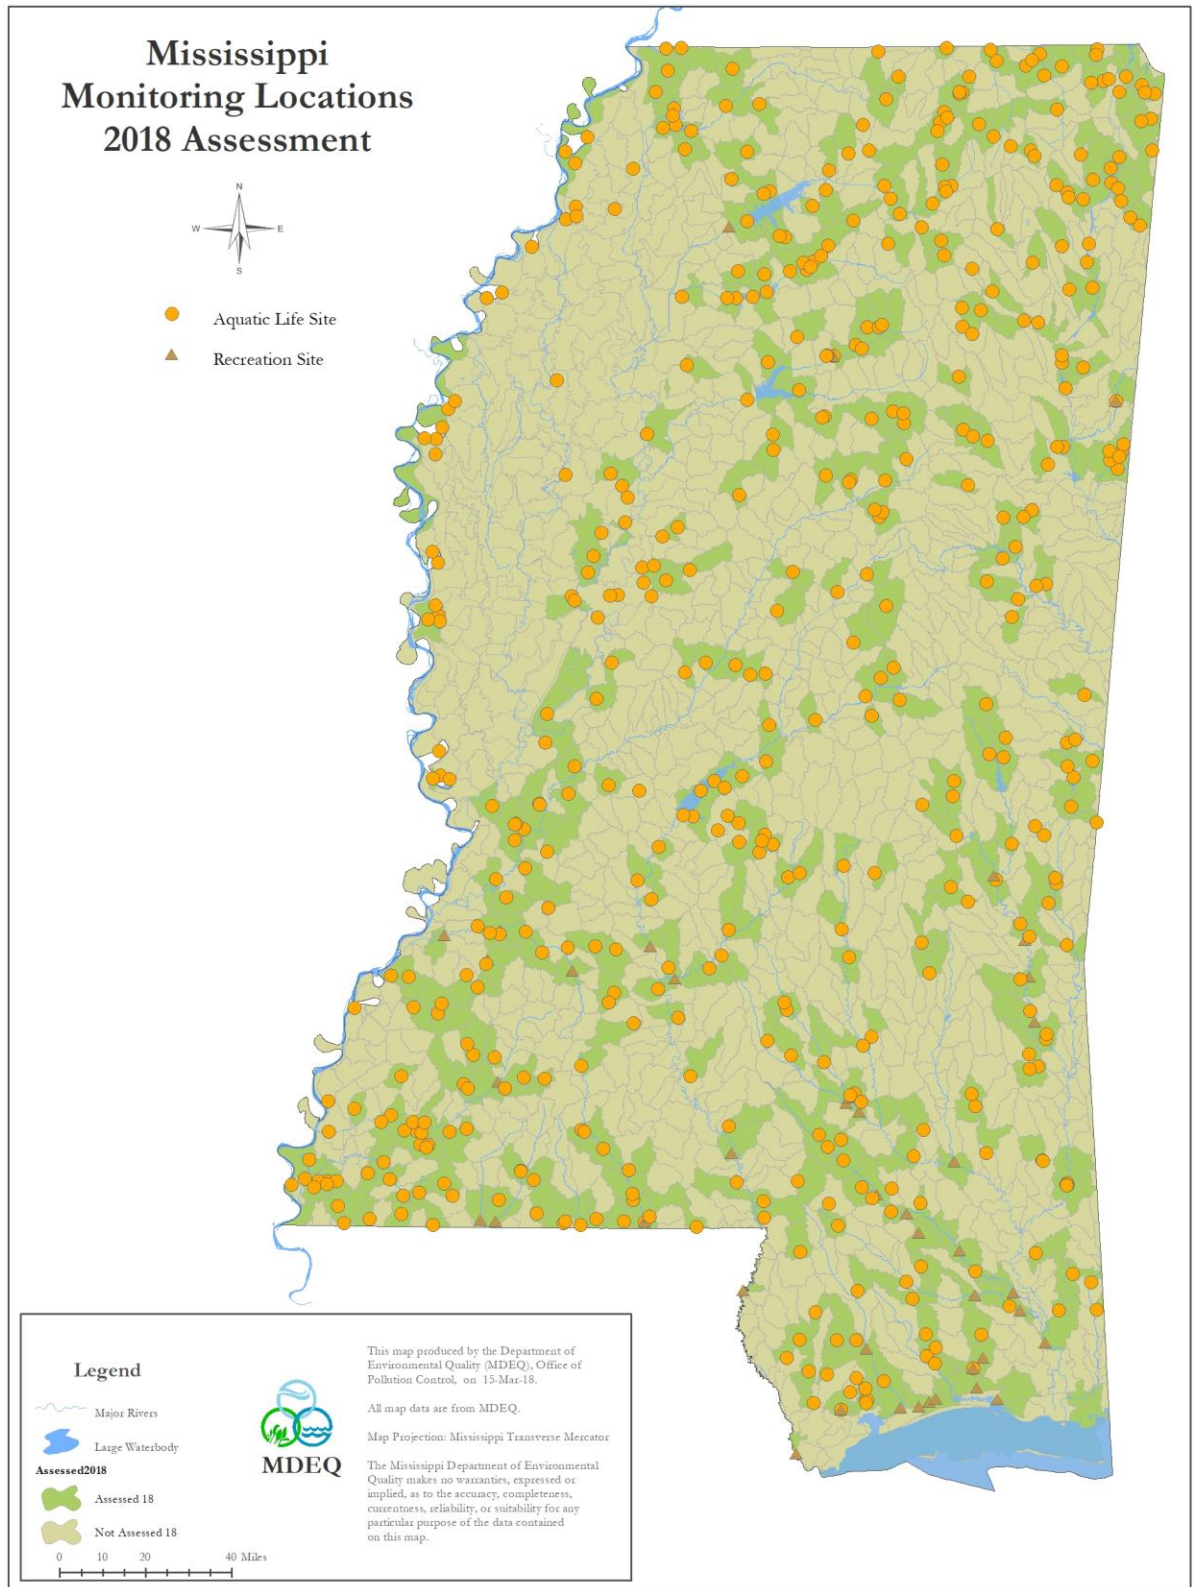 Mississippi
Monitoring Locations
2018 Assessment
N
W
E
S
Aquatic Life Site
Recreation Site
Legend
Major Rivers
Large Waterbody
Assessed2018
Assessed 18
Not Assessed 18
0 10 20 40 Miles
MDEQ
This map produced by the Department of
Environmental Quality (MDEQ), Office of
Pollution Control, on 15-Mar-18.
All map data are from MDEQ.
Map Projection: Mississippi Transverse Mercator
The Mississippi Department of Environmental
Quality makes no warranties, expressed or
implied, as to the accuracy, completeness,
currentness, reliability, or suitability for any
particular purpose of the data contained
on this map.